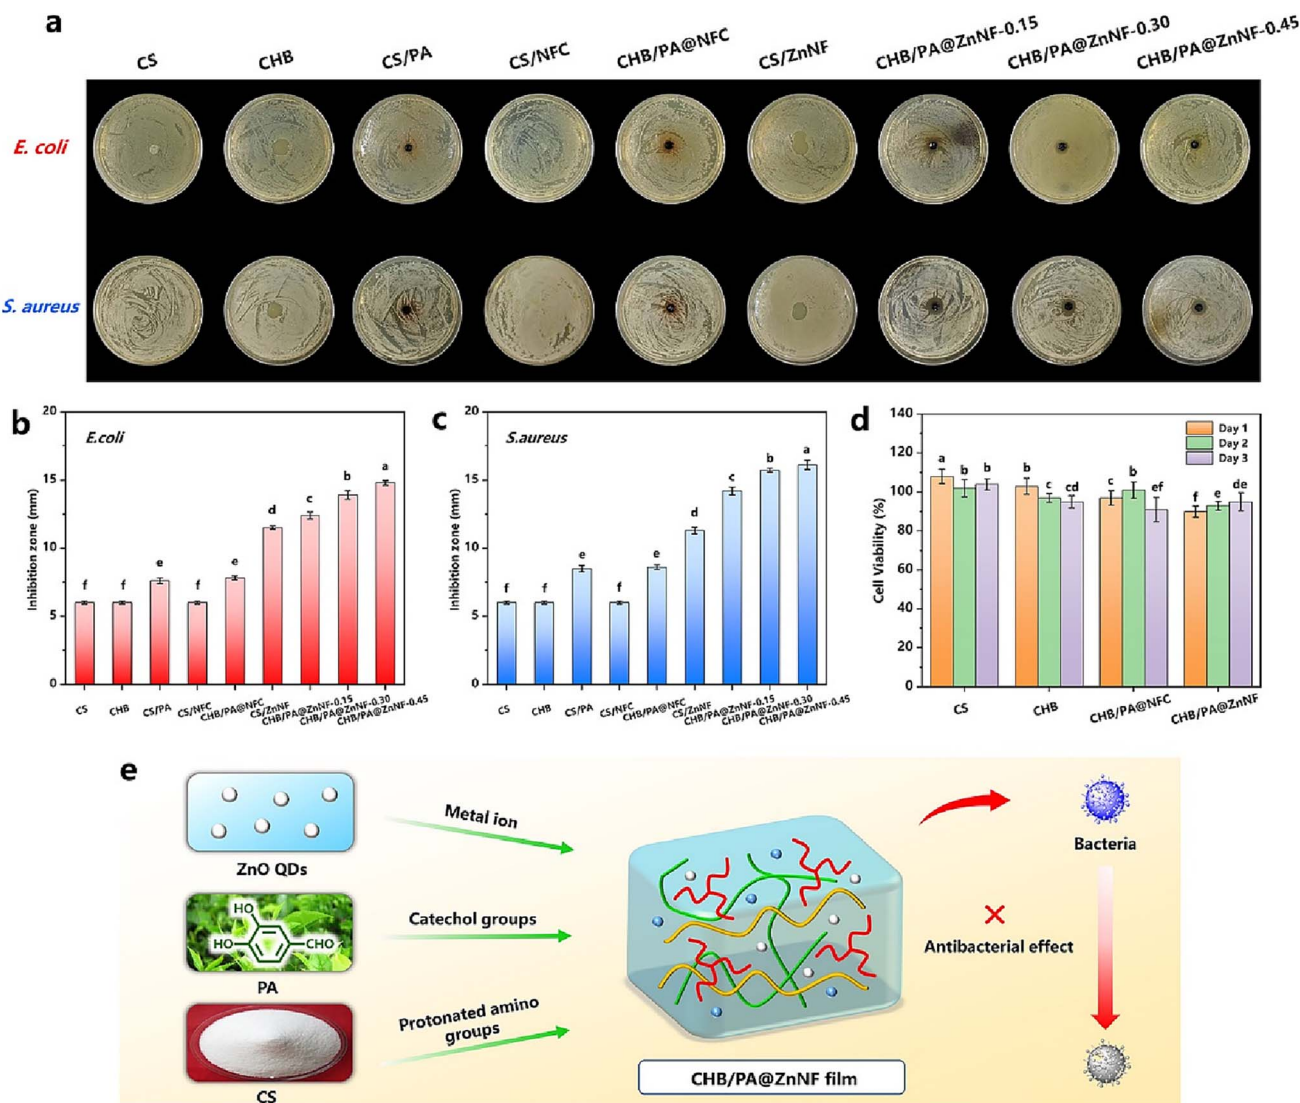 a
CS
CHB
CS/PA
CS/NFC
CHB/PA@NFC
CS/ZnNF
CHB/PA@ZnNF-0.15
CHB/PA@ZnNF-0.30
CHB/PA@ZnNF-0.45
E. coli
S. aureus
b
E.coli
Inhibition zone (mm)
20
15
10
5
0
f
f
e
f
e
d
c
b
a
CS
CHB
CS/PA
CS/NFC
CHB/PA@NFC
CS/ZnNF
CHB/PA@ZnNF-0.15
CHB/PA@ZnNF-0.30
CHB/PA@ZnNF-0.45
c
S.aureus
Inhibition zone (mm)
20
15
10
5
0
f
f
e
f
e
d
c
b
a
CS
CHB
CS/PA
CS/NFC
CHB/PA@NFC
CS/ZnNF
CHB/PA@ZnNF-0.15
CHB/PA@ZnNF-0.30
CHB/PA@ZnNF-0.45
d
Cell Viability (%)
140
120
100
80
60
40
20
0
Day 1
Day 2
Day 3
a
b
b
b
c
cd
c
b
ef
f
e
de
CS
CHB
CHB/PA@NFC
CHB/PA@ZnNF
e
ZnO QDs
Metal ion
HO
HO
CHO
PA
Catechol groups
CS
Protonated amino
groups
CHB/PA@ZnNF film
Bacteria
Antibacterial effect